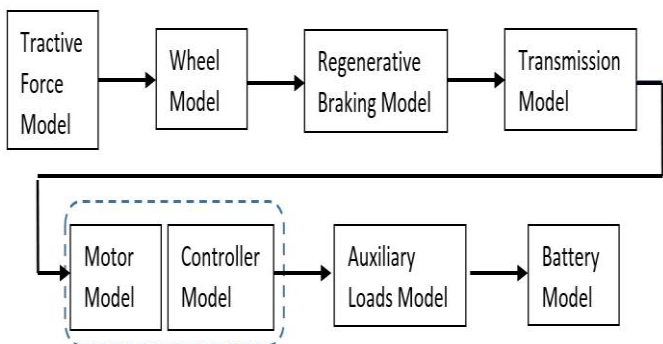 Tractive
Force
Model
Wheel
Model
Regenerative
Braking Model
Transmission
Model
Motor
Model
Controller
Model
Auxiliary
Loads Model
Battery
Model